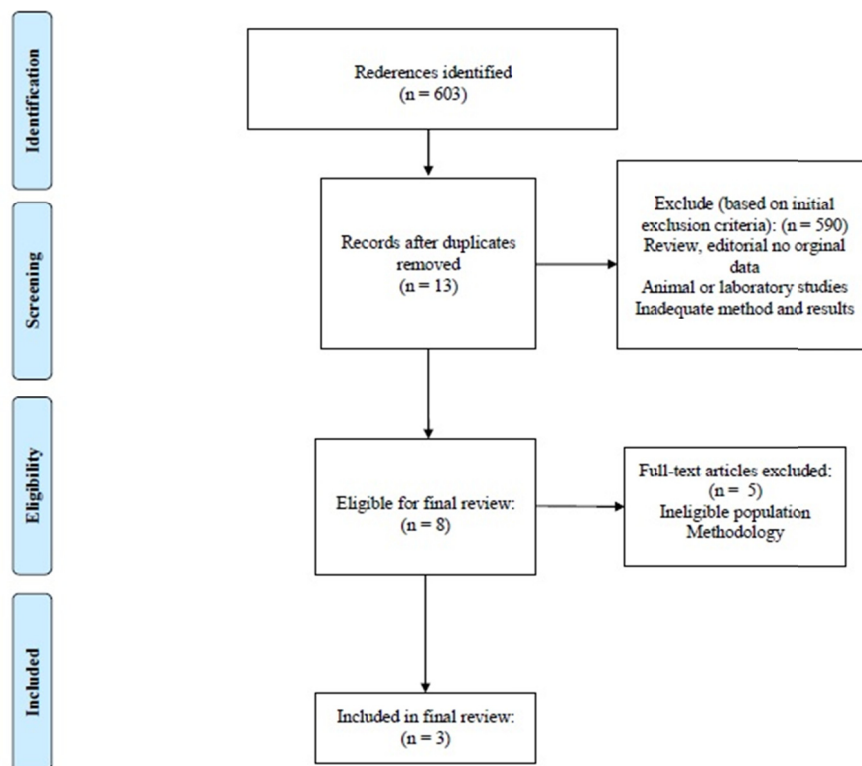 Identification
Rederences identified
(n = 603)
Screening
Records after duplicates
removed
(n = 13)
Exclude (based on initial
exclusion criteria): (n = 590)
Review, editorial no orginal
data
Animal or laboratory studies
Inadequate method and results
Eligibility
Eligible for final review:
(n = 8)
Full-text articles excluded:
(n = 5)
Ineligible population
Methodology
Included
Included in final review:
(n = 3)